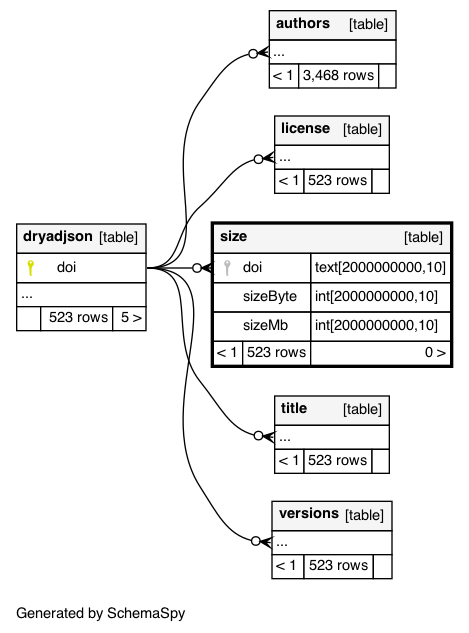 authors [table]
...
< 1 3,468 rows
license [table]
...
< 1 523 rows
dryadjson [table]
doi
...
523 rows 5 >
size [table]
doi text[2000000000,10]
sizeByte int[2000000000,10]
sizeMb int[2000000000,10]
< 1 523 rows 0 >
title [table]
...
< 1 523 rows
versions [table]
...
< 1 523 rows
Generated by SchemaSpy